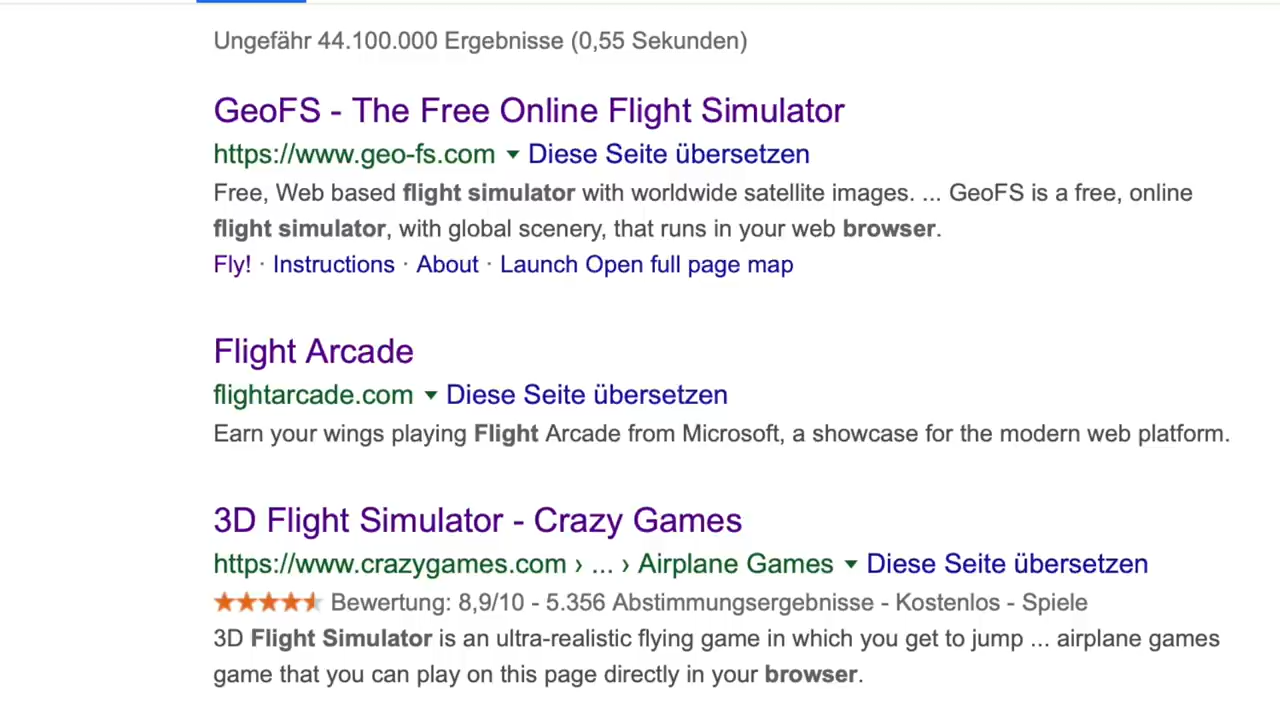 Ungefähr 44.100.000 Ergebnisse (0,55 Sekunden)
GeoFS - The Free Online Flight Simulator
https://www.geo-fs.com ▾ Diese Seite übersetzen
Free, Web based flight simulator with worldwide satellite images. ... GeoFS is a free, online
flight simulator, with global scenery, that runs in your web browser.
Fly! · Instructions · About · Launch Open full page map
Flight Arcade
flightarcade.com ▾ Diese Seite übersetzen
Earn your wings playing Flight Arcade from Microsoft, a showcase for the modern web platform.
3D Flight Simulator - Crazy Games
https://www.crazygames.com › ... › Airplane Games ▾ Diese Seite übersetzen
Bewertung: 8,9/10 - 5.356 Abstimmungsergebnisse - Kostenlos - Spiele
3D Flight Simulator is an ultra-realistic flying game in which you get to jump ... airplane games
game that you can play on this page directly in your browser.